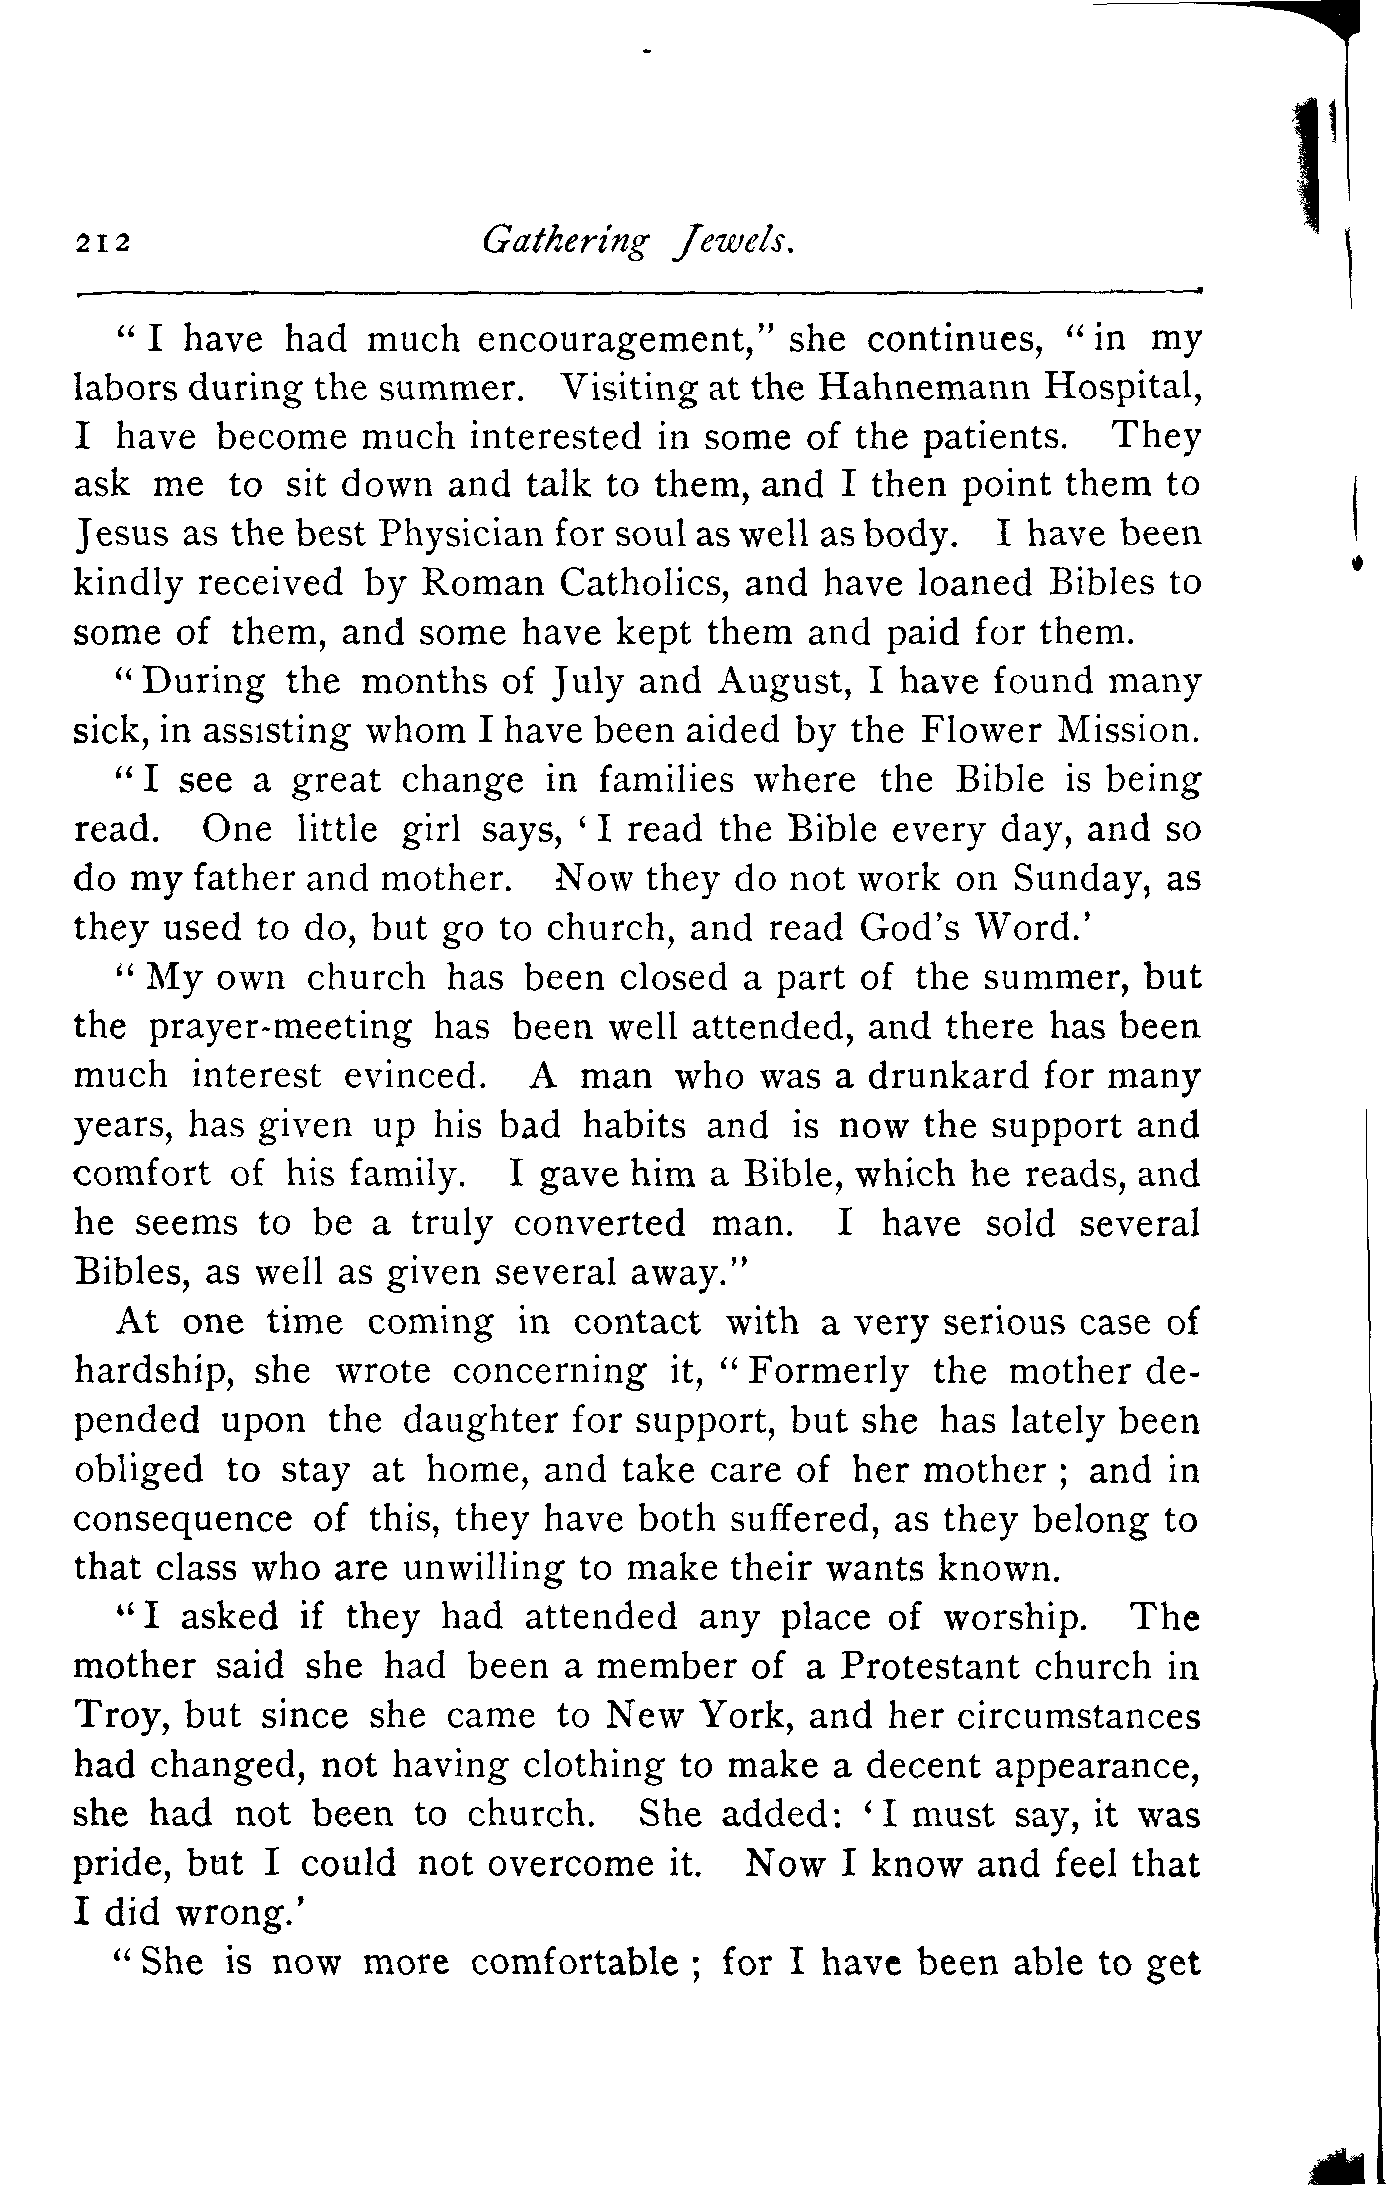 212 Gathering Jewels.
“ I have had much encouragement,” she continues, “ in my
labors during the summer. Visiting at the Hahnemann Hospital,
I have become much interested in some of the patients. They
ask me to sit down and talk to them, and I then point them to
Jesus as the best Physician for soul as well as body. I have been
kindly received by Roman Catholics, and have loaned Bibles to
some of them, and some have kept them and paid for them.
“ During the months of July and August, I have found many
sick, in assisting whom I have been aided by the Flower Mission.
“ I see a great change in families where the Bible is being
read. One little girl says, ‘ I read the Bible every day, and so
do my father and mother. Now they do not work on Sunday, as
they used to do, but go to church, and read God’s Word.’
“ My own church has been closed a part of the summer, but
the prayer-meeting has been well attended, and there has been
much interest evinced. A man who was a drunkard for many
years, has given up his bad habits and is now the support and
comfort of his family. I gave him a Bible, which he reads, and
he seems to be a truly converted man. I have sold several
Bibles, as well as given several away.”
At one time coming in contact with a very serious case of
hardship, she wrote concerning it, “ Formerly the mother de-
pended upon the daughter for support, but she has lately been
obliged to stay at home, and take care of her mother ; and in
consequence of this, they have both suffered, as they belong to
that class who are unwilling to make their wants known.
“ I asked if they had attended any place of worship. The
mother said she had been a member of a Protestant church in
Troy, but since she came to New York, and her circumstances
had changed, not having clothing to make a decent appearance,
she had not been to church. She added: ‘ I must say, it was
pride, but I could not overcome it. Now I know and feel that
I did wrong.’
“ She is now more comfortable ; for I have been able to get